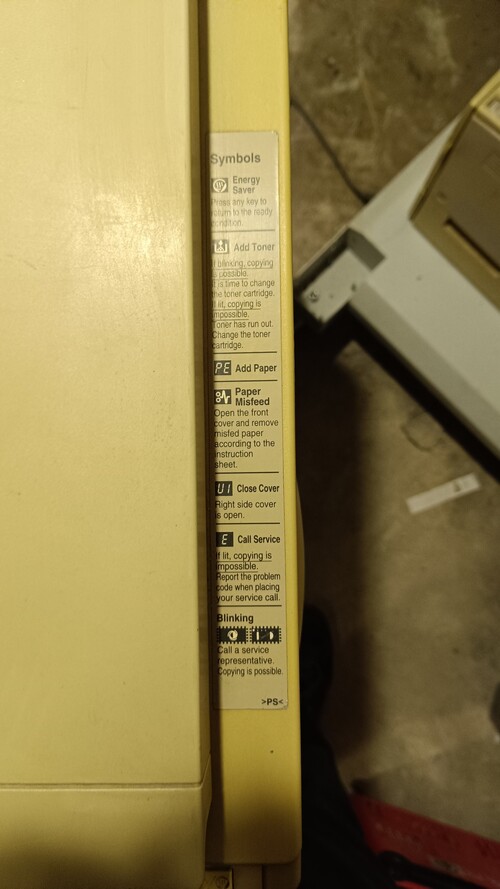 Symbols
Energy
Saver
Press any key to
return to the ready
condition.
Add Toner
If blinking, copying
is possible.
It is time to change
the toner cartridge.
If lit, copying is
impossible.
Toner has run out.
Change the toner
cartridge.
PE Add Paper
Paper
Misfeed
Open the front
cover and remove
misfed paper
according to the
instruction
sheet.
U1 Close Cover
Right side cover
is open.
E Call Service
If lit, copying is
impossible.
Report the problem
code when placing
your service call.
Blinking
Call a service
representative.
Copying is possible.
>PS<